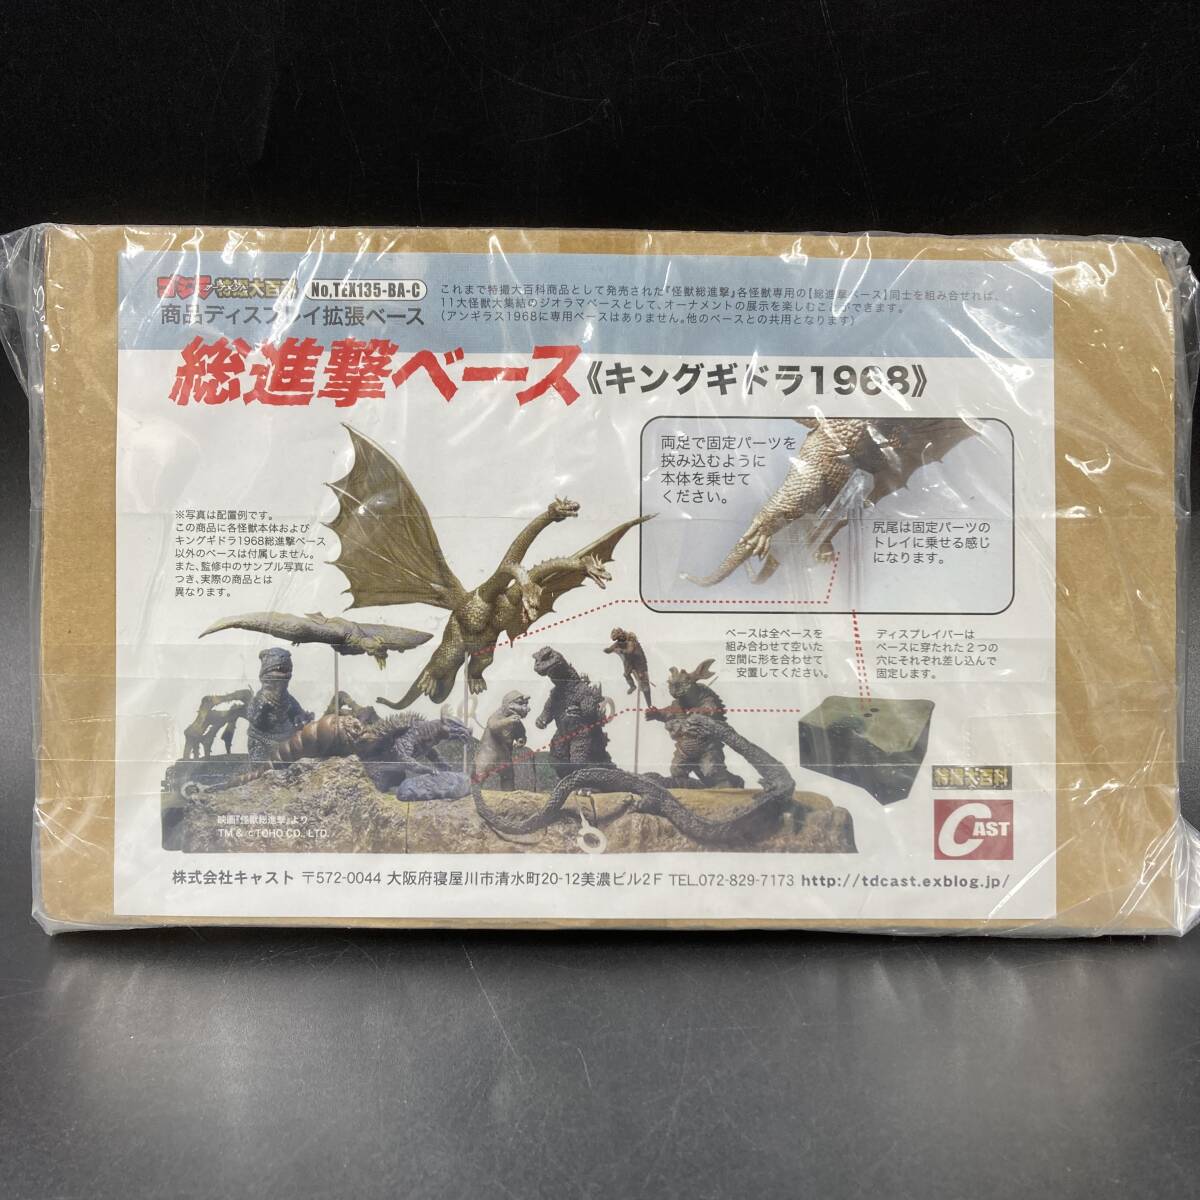 ゴジラ特撮大百科 No.TEX135-BA-C
商品ディスプレイ拡張ベース
これまで特撮大百科商品として発売された『怪獣総進撃』各怪獣専用の【総進撃ベース】同士を組み合せれば、
11大怪獣大集結のジオラマベースとして、オーナメントの展示を楽しむことができます。
(アンギラス1968に専用ベースはありません。他のベースとの共用となります)
総進撃ベース《キングギドラ1968》
両足で固定パーツを
挟み込むように
本体を乗せて
ください。
尻尾は固定パーツの
トレイに乗せる感じ
になります。
※写真は配置例です。
この商品に各怪獣本体および
キングギドラ1968総進撃ベース
以外のベースは付属しません。
また、監修中のサンプル写真に
つき、実際の商品とは
異なります。
ベースは全ベースを
組み合わせて空いた
空間に形を合わせて
安置してください。
ディスプレイバーは
ベースに穿たれた2つの
穴にそれぞれ差し込んで
固定します。
特撮大百科
CAST
映画『怪獣総進撃』より
TM & ©TOHO CO., LTD.
株式会社キャスト 〒572-0044 大阪府寝屋川市清水町20-12美濃ビル2F TEL.072-829-7173 http://tdcast.exblog.jp/